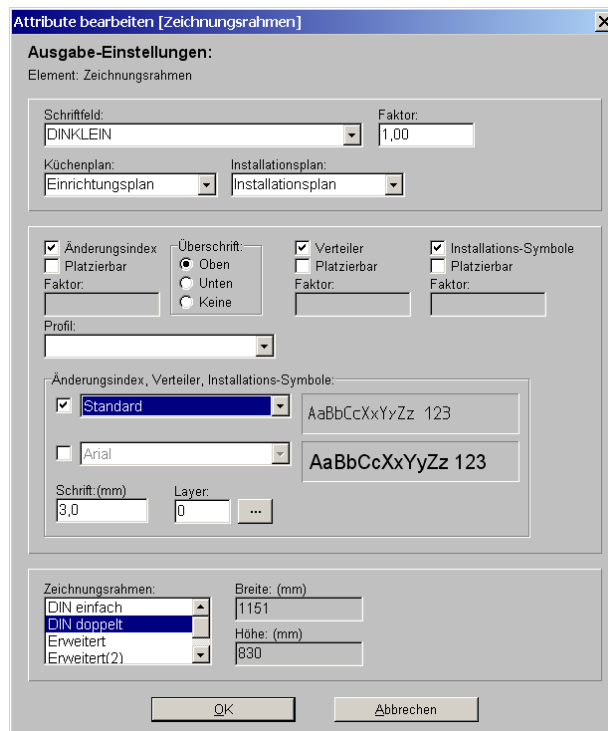 Attribute bearbeiten [Zeichnungsrahmen]
Ausgabe-Einstellungen:
Element: Zeichnungsrahmen
Schriftfeld: Faktor:
DINKLEIN 1,00
Küchenplan: Installationsplan:
Einrichtungsplan Installationsplan
Änderungsindex Überschrift: Verteiler Installations-Symbole
Platzierbar Oben Platzierbar Platzierbar
Faktor: Unten Faktor: Faktor:
Keine
Profil:
Änderungsindex, Verteiler, Installations-Symbole:
Standard AaBbCcXxYyZz 123
Arial AaBbCcXxYyZz 123
Schrift:(mm) Layer:
3,0 0 ...
Zeichnungsrahmen: Breite: (mm)
DIN einfach 1151
DIN doppelt
Erweitert Höhe: (mm)
Erweitert(2) 830
OK Abbrechen